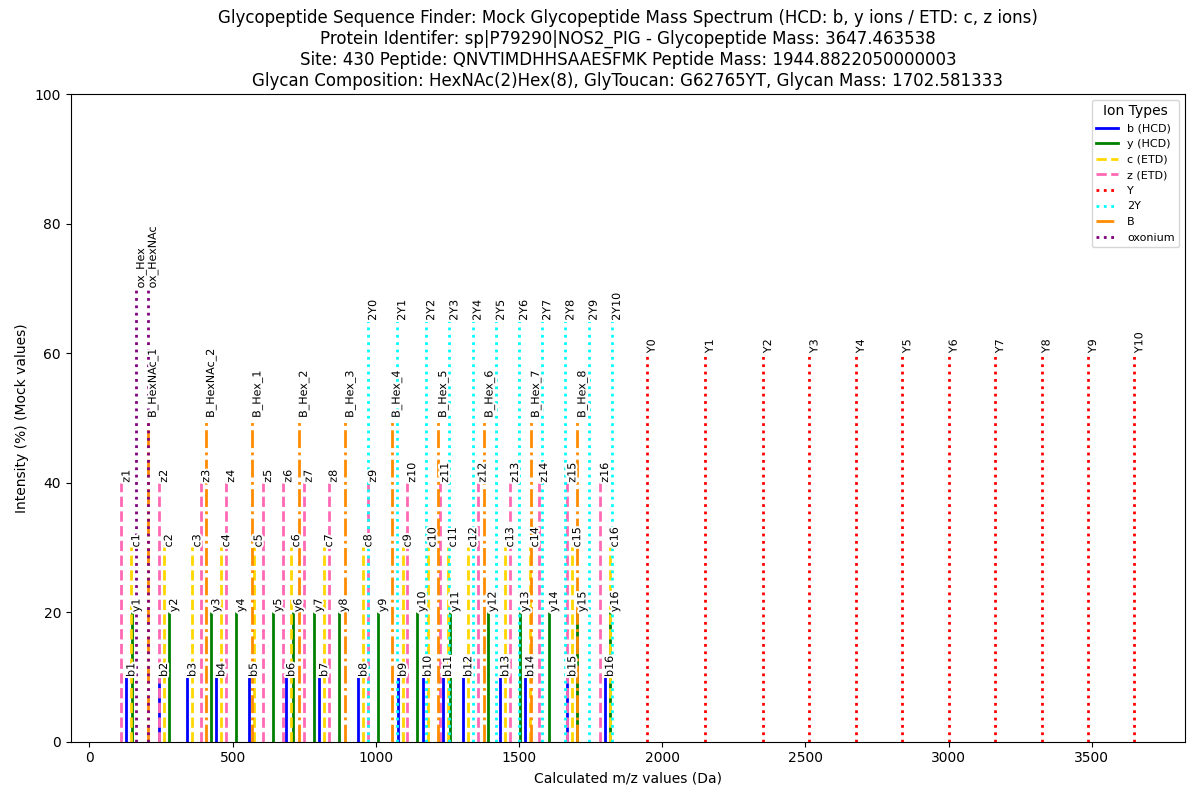 Glycopeptide Sequence Finder: Mock Glycopeptide Mass Spectrum (HCD: b, y ions / ETD: c, z ions)
Protein Identifer: sp|P79290|NOS2_PIG - Glycopeptide Mass: 3647.463538
Site: 430 Peptide: QNVTIMDHHSAAESFMK Peptide Mass: 1944.8822050000003
Glycan Composition: HexNAc(2)Hex(8), GlyToucan: G62765YT, Glycan Mass: 1702.581333
Intensity (%) (Mock values)
100
80
60
40
20
0
Ion Types
b (HCD)
y (HCD)
c (ETD)
z (ETD)
Y
2Y
B
oxonium
ox_Hex
ox_HexNAc
2Y0
2Y1
2Y2
2Y3
2Y4
2Y5
2Y6
2Y7
2Y8
2Y9
2Y10
Y0
Y1
Y2
Y3
Y4
Y5
Y6
Y7
Y8
Y9
Y10
B_HexNAc_1
B_HexNAc_2
B_Hex_1
B_Hex_2
B_Hex_3
B_Hex_4
B_Hex_5
B_Hex_6
B_Hex_7
B_Hex_8
z1
z2
z3
z4
z5
z6
z7
z8
z9
z10
z11
z12
z13
z14
z15
z16
c1
c2
c3
c4
c5
c6
c7
c8
c9
c10
c11
c12
c13
c14
c15
c16
y1
y2
y3
y4
y5
y6
y7
y8
y9
y10
y11
y12
y13
y14
y15
y16
b1
b2
b3
b4
b5
b6
b7
b8
b9
b10
b11
b12
b13
b14
b15
b16
0
500
1000
1500
2000
2500
3000
3500
Calculated m/z values (Da)